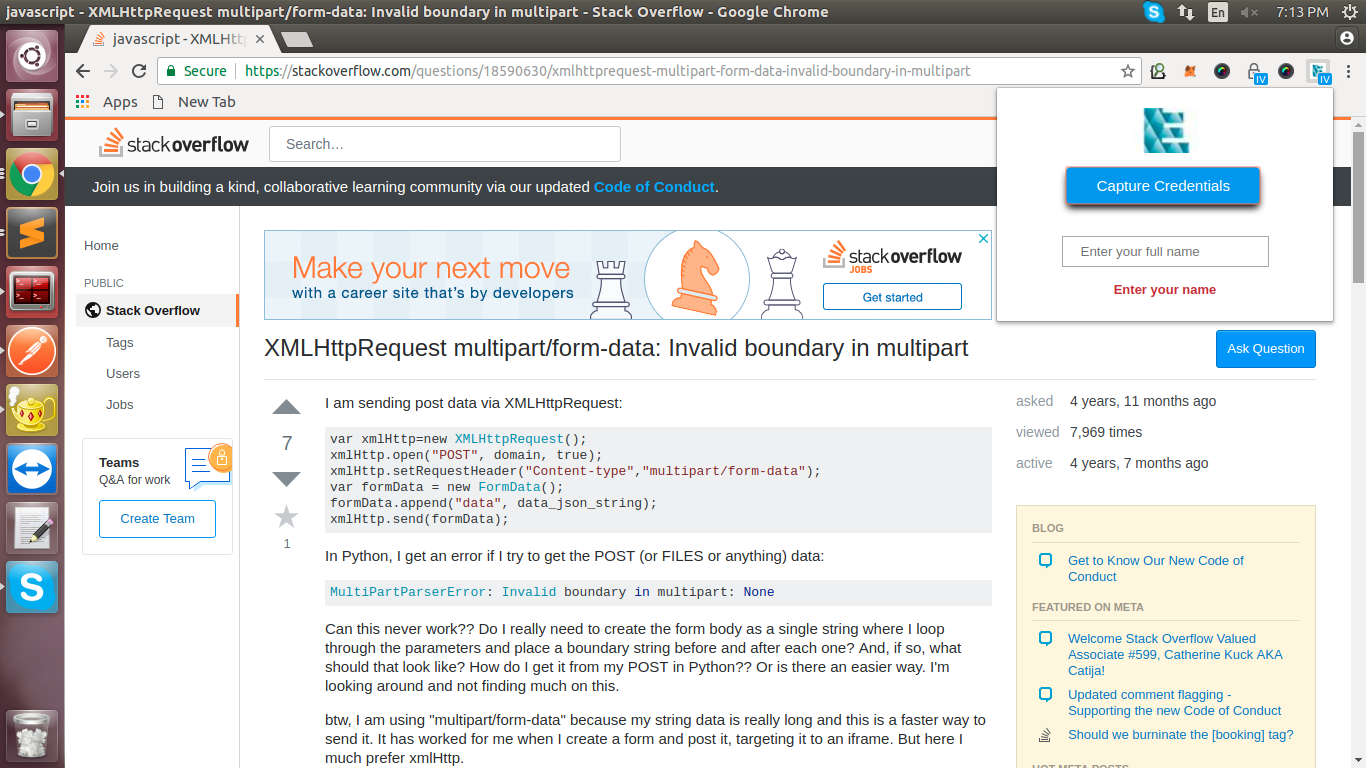 javascript - XMLHttpRequest multipart/form-data: Invalid boundary in multipart - Stack Overflow - Google Chrome
En
7:13 PM
javascript - XMLHtt
Secure
https://stackoverflow.com/questions/18590630/xmlhttprequest-multipart-form-data-invalid-boundary-in-multipart
IV
IV
Apps
New Tab
stackoverflow
Search…
Join us in building a kind, collaborative learning community via our updated Code of Conduct.
Capture Credentials
Enter your full name
Enter your name
Home
PUBLIC
Stack Overflow
Tags
Users
Jobs
Teams
Q&A for work
Create Team
Make your next move
with a career site that's by developers
stackoverflow
JOBS
Get started
XMLHttpRequest multipart/form-data: Invalid boundary in multipart
Ask Question
7
1
I am sending post data via XMLHttpRequest:
var xmlHttp=new XMLHttpRequest();
xmlHttp.open("POST", domain, true);
xmlHttp.setRequestHeader("Content-type","multipart/form-data");
var formData = new FormData();
formData.append("data", data_json_string);
xmlHttp.send(formData);
In Python, I get an error if I try to get the POST (or FILES or anything) data:
MultiPartParserError: Invalid boundary in multipart: None
Can this never work?? Do I really need to create the form body as a single string where I loop
through the parameters and place a boundary string before and after each one? And, if so, what
should that look like? How do I get it from my POST in Python?? Or is there an easier way. I'm
looking around and not finding much on this.
btw, I am using "multipart/form-data" because my string data is really long and this is a faster way to
send it. It has worked for me when I create a form and post it, targeting it to an iframe. But here I
much prefer xmlHttp.
asked 4 years, 11 months ago
viewed 7,969 times
active 4 years, 7 months ago
BLOG
Get to Know Our New Code of
Conduct
FEATURED ON META
Welcome Stack Overflow Valued
Associate #599, Catherine Kuck AKA
Catija!
Updated comment flagging -
Supporting the new Code of Conduct
Should we burninate the [booking] tag?
HOT META POSTS